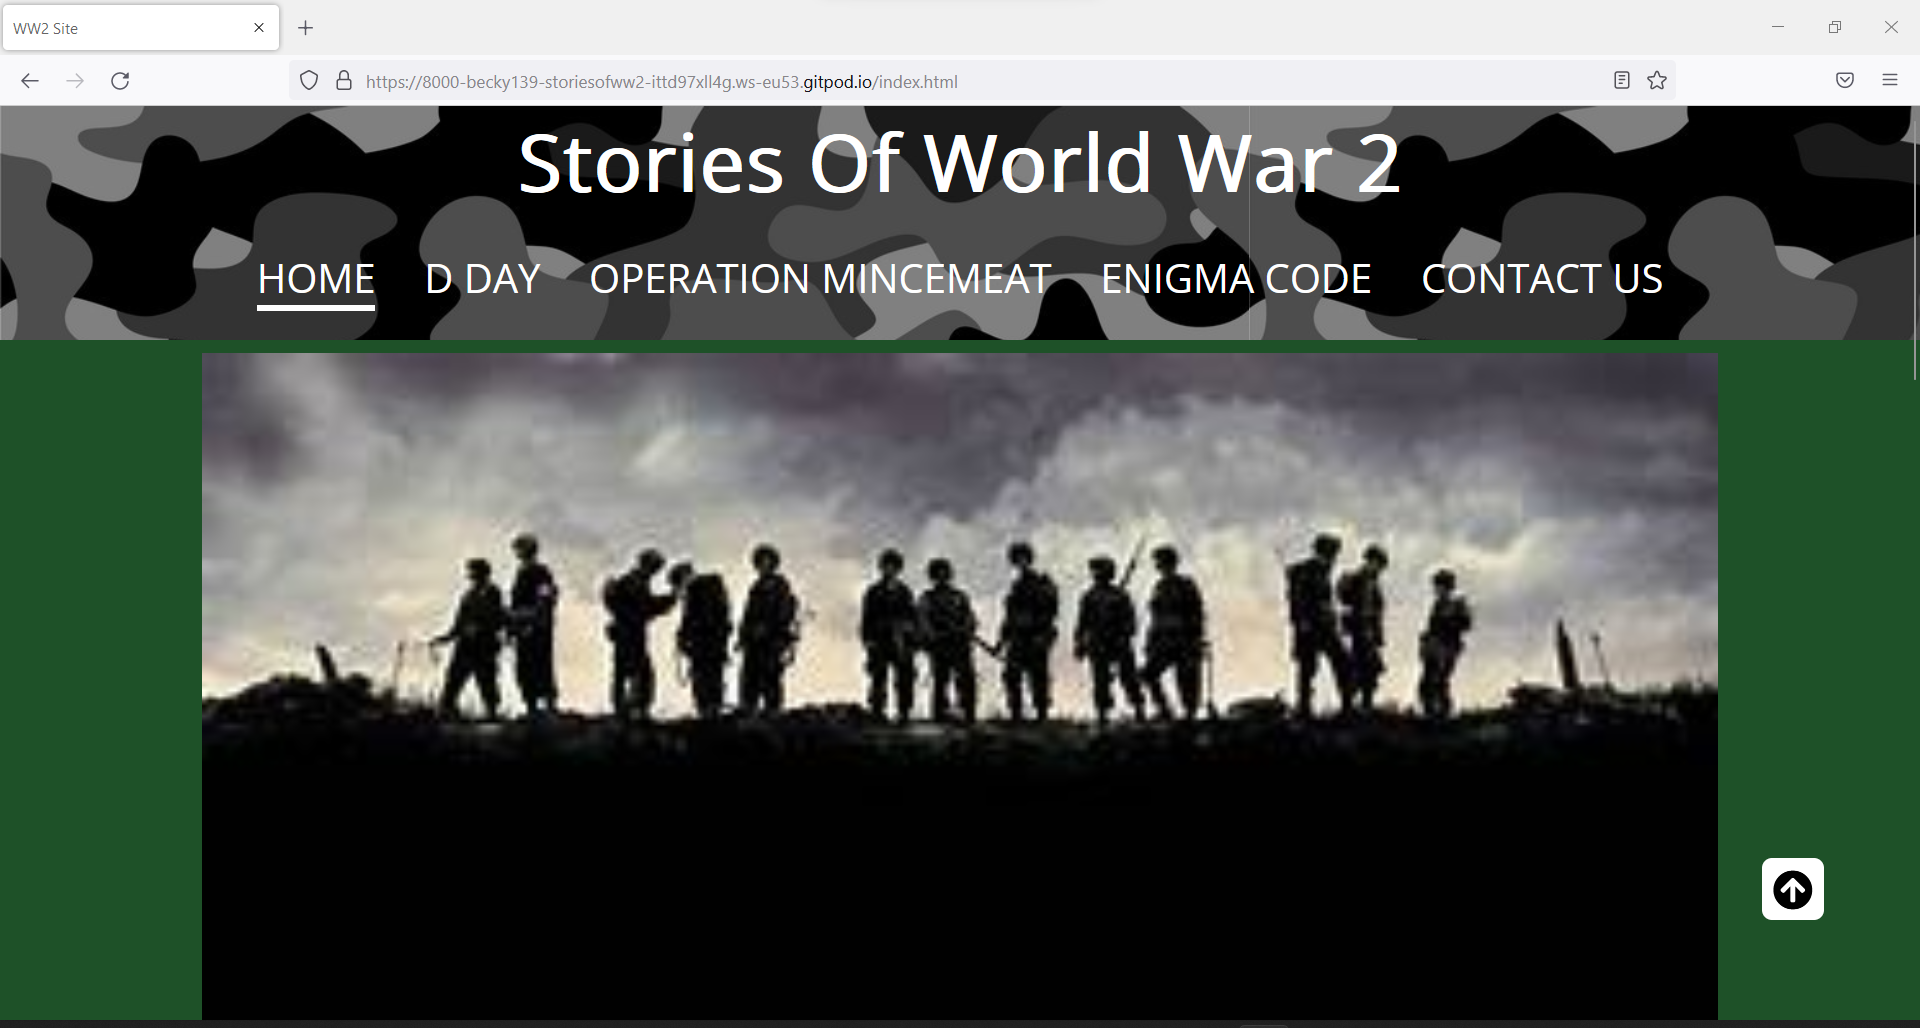 WW2 Site
https://8000-becky139-storiesofww2-ittd97xll4g.ws-eu53.gitpod.io/index.html
Stories Of World War 2
HOME D DAY OPERATION MINCEMEAT ENIGMA CODE CONTACT US